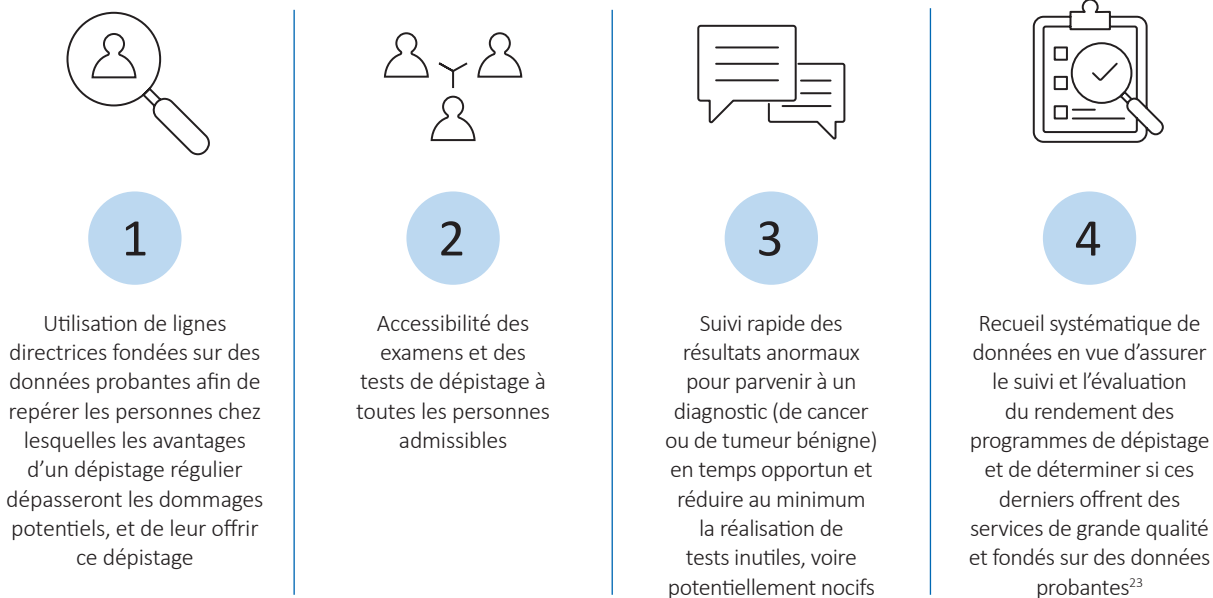 1
Utilisation de lignes
directrices fondées sur des
données probantes afin de
repérer les personnes chez
lesquelles les avantages
d’un dépistage régulier
dépasseront les dommages
potentiels, et de leur offrir
ce dépistage
2
Accessibilité des
examens et des
tests de dépistage à
toutes les personnes
admissibles
3
Suivi rapide des
résultats anormaux
pour parvenir à un
diagnostic (de cancer
ou de tumeur bénigne)
en temps opportun et
réduire au minimum
la réalisation de
tests inutiles, voire
potentiellement nocifs
4
Recueil systématique de
données en vue d’assurer
le suivi et l’évaluation
du rendement des
programmes de dépistage
et de déterminer si ces
derniers offrent des
services de grande qualité
et fondés sur des données
probantes²³